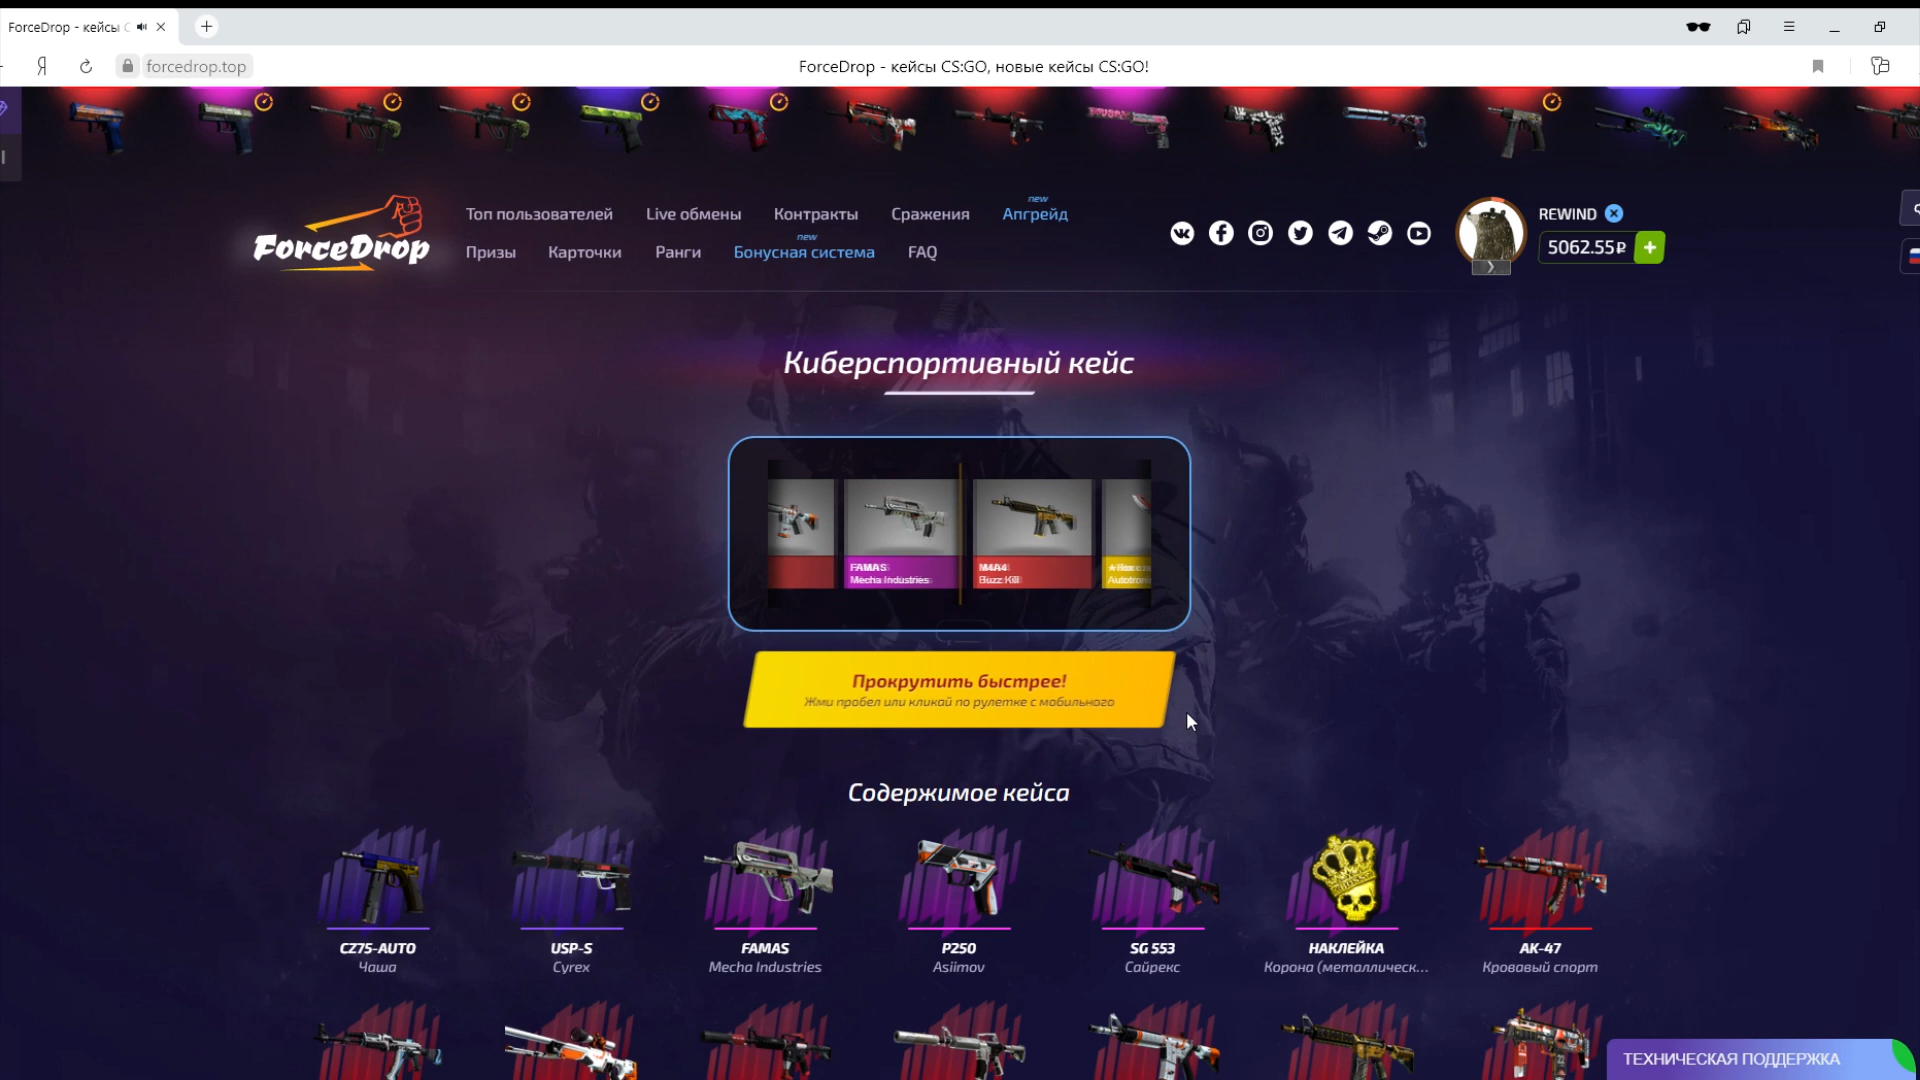 ForceDrop - кейсы C
forcedrop.top
ForceDrop - кейсы CS:GO, новые кейсы CS:GO!
ForceDrop
Топ пользователей
Live обмены
Контракты
Сражения
new
Апгрейд
Призы
Карточки
Ранги
new
Бонусная система
FAQ
REWIND
5062.55₽
Киберспортивный кейс
FAMAS
Mecha Industries
M4A4
Buzz Kill
Прокрутить быстрее!
Жми пробел или кликай по рулетке с мобильного
Содержимое кейса
CZ75-AUTO
Чаша
USP-S
Cyrex
FAMAS
Mecha Industries
P250
Asiimov
SG 553
Сайрекс
НАКЛЕЙКА
Корона (металлическ...
AK-47
Кровавый спорт
ТЕХНИЧЕСКАЯ ПОДДЕРЖКА